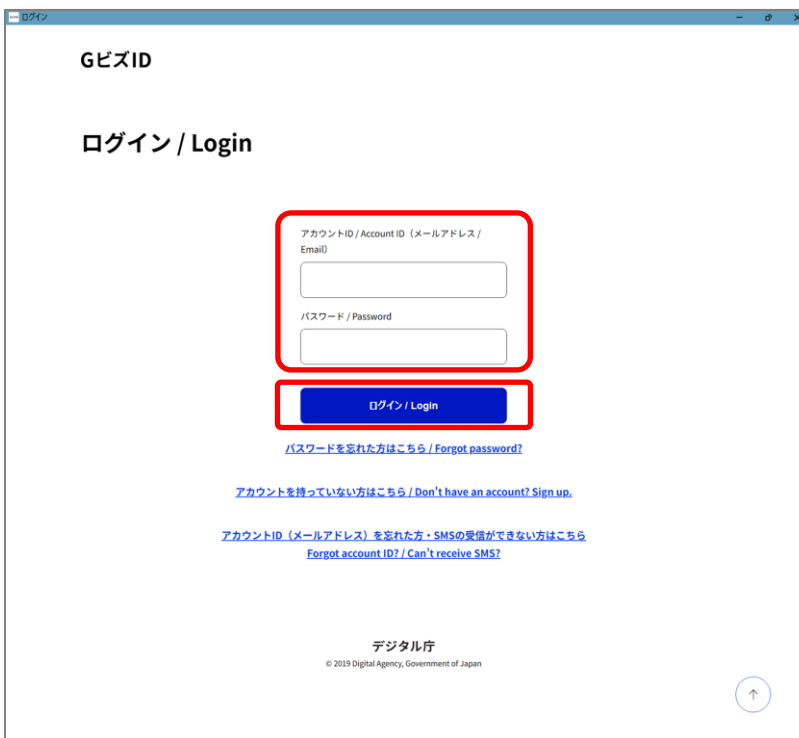 ログイン
GビズID
ログイン / Login
アカウントID / Account ID（メールアドレス /
Email）
パスワード / Password
ログイン / Login
パスワードを忘れた方はこちら / Forgot password?
アカウントを持っていない方はこちら / Don't have an account? Sign up.
アカウントID（メールアドレス）を忘れた方・SMSの受信ができない方はこちら
Forgot account ID? / Can't receive SMS?
デジタル庁
© 2019 Digital Agency, Government of Japan